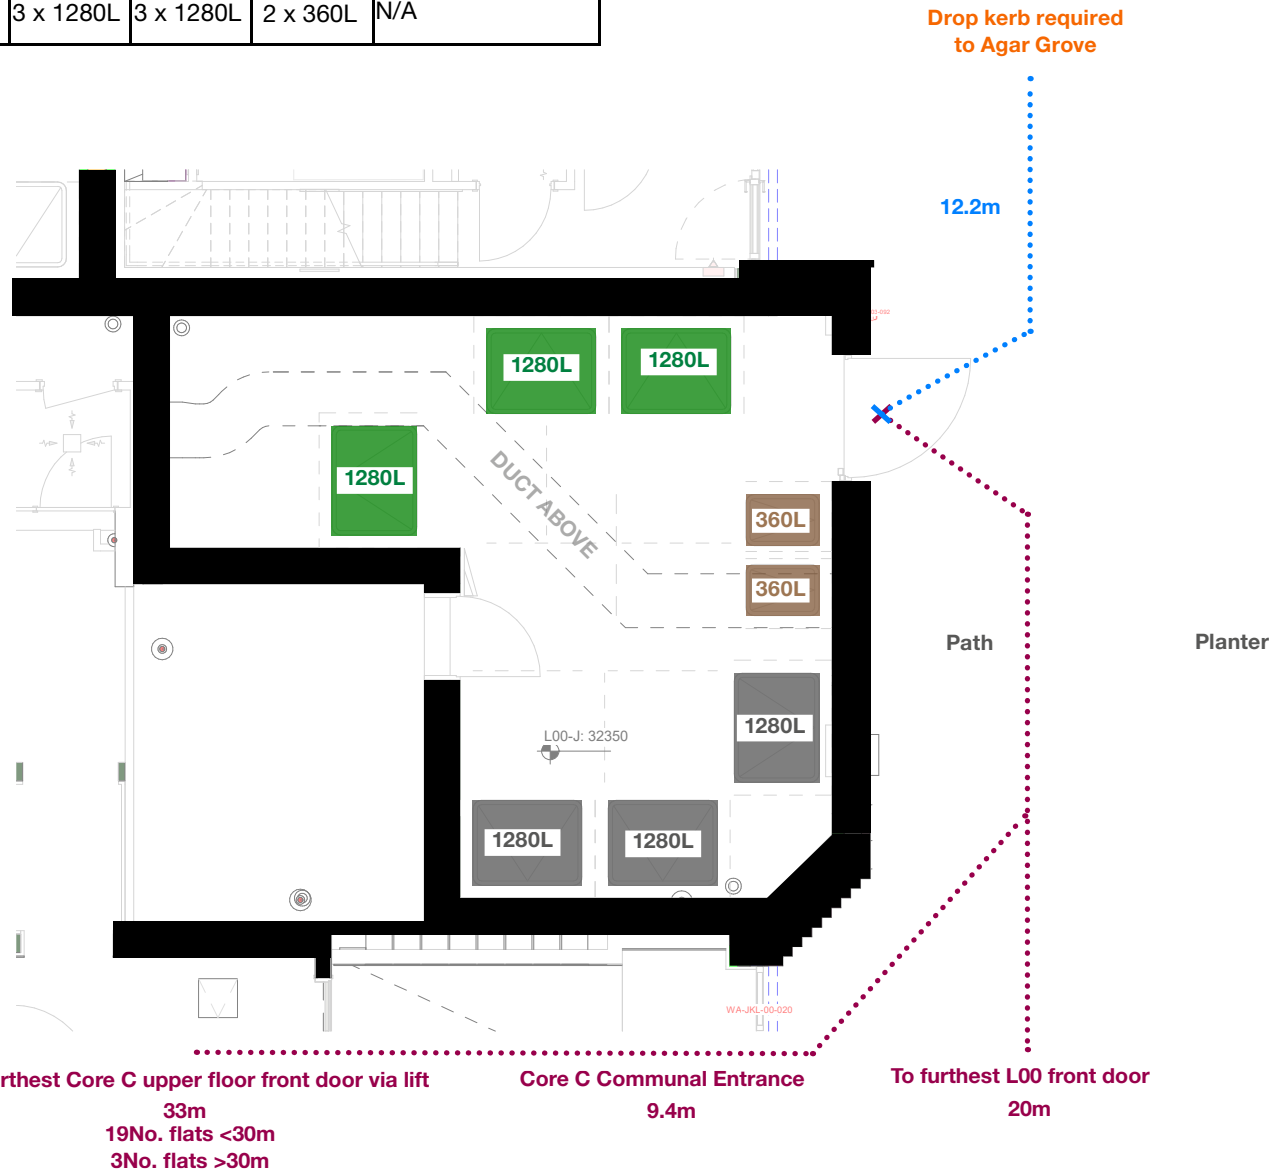 3 x 1280L 3 x 1280L 2 x 360L N/A
Drop kerb required
to Agar Grove
12.2m
1280L
1280L
1280L
DUCT ABOVE
360L
360L
Path
Planter
1280L
L00-J: 32350
1280L
1280L
WA-JKL-00-020
rthest Core C upper floor front door via lift
33m
19No. flats <30m
3No. flats >30m
Core C Communal Entrance
9.4m
To furthest L00 front door
20m